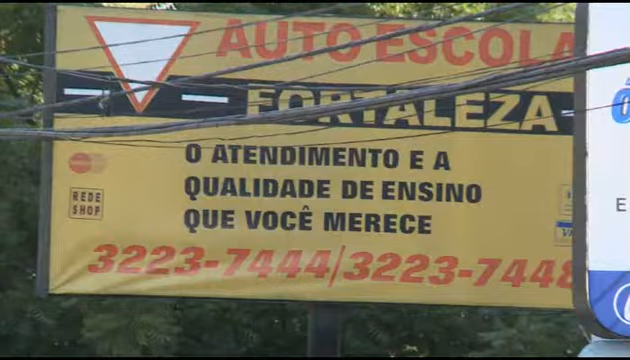 AUTO ESCOLA
FORTALEZA
O ATENDIMENTO E A
QUALIDADE DE ENSINO
QUE VOCÊ MERECE
REDE
SHOP
3223-7444/3223-7448